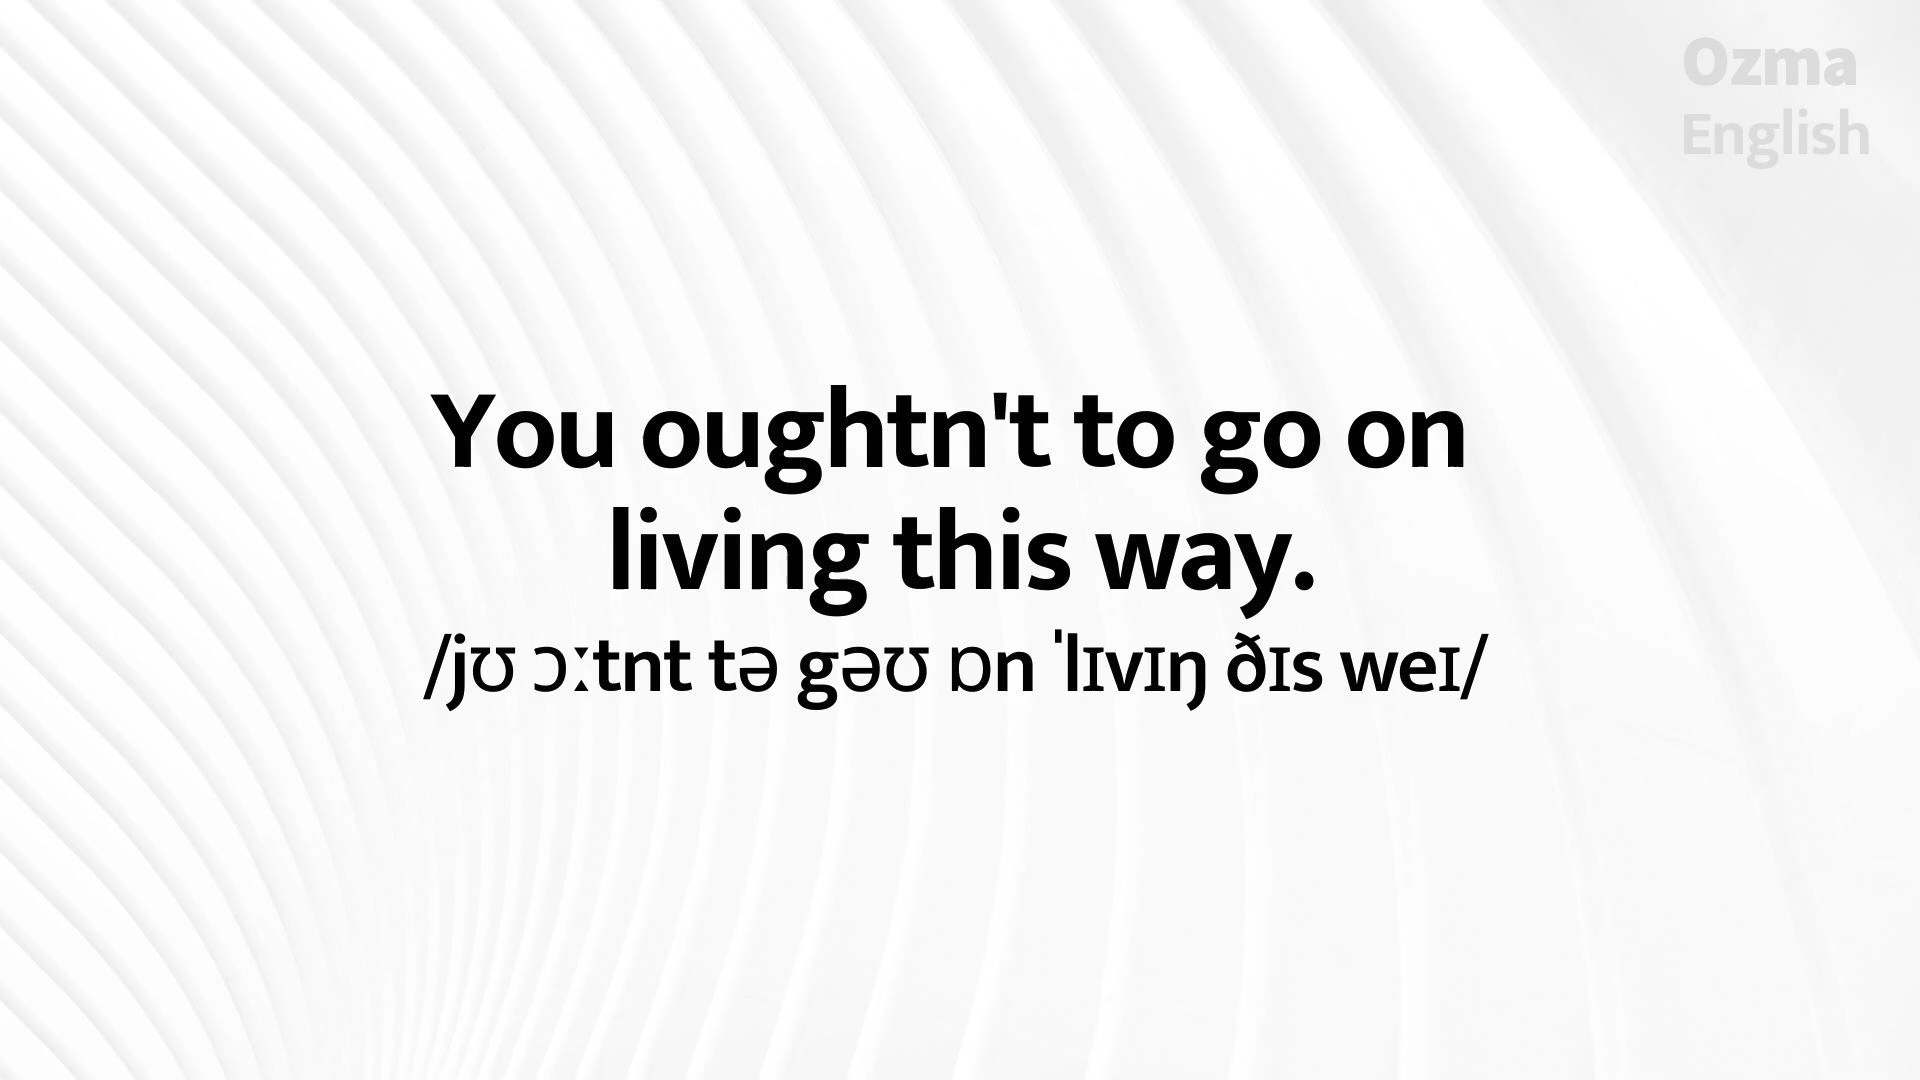 Ozma
English
You oughtn't to go on
living this way.
/jʊ ɔːtnt tə gəʊ ɒn ˈlɪvɪŋ ðɪs weɪ/